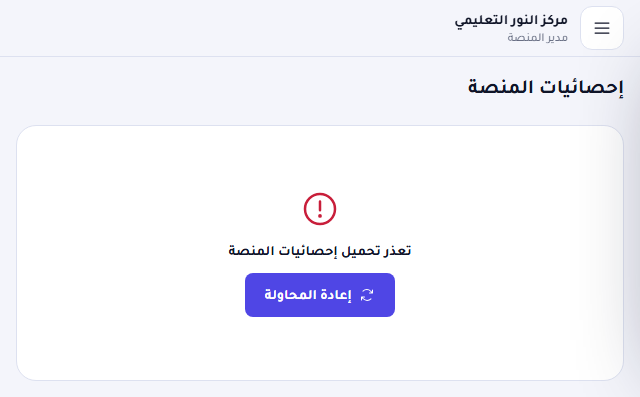 مركز النور التعليمي
مدير المنصة
إحصائيات المنصة
تعذر تحميل إحصائيات المنصة
إعادة المحاولة